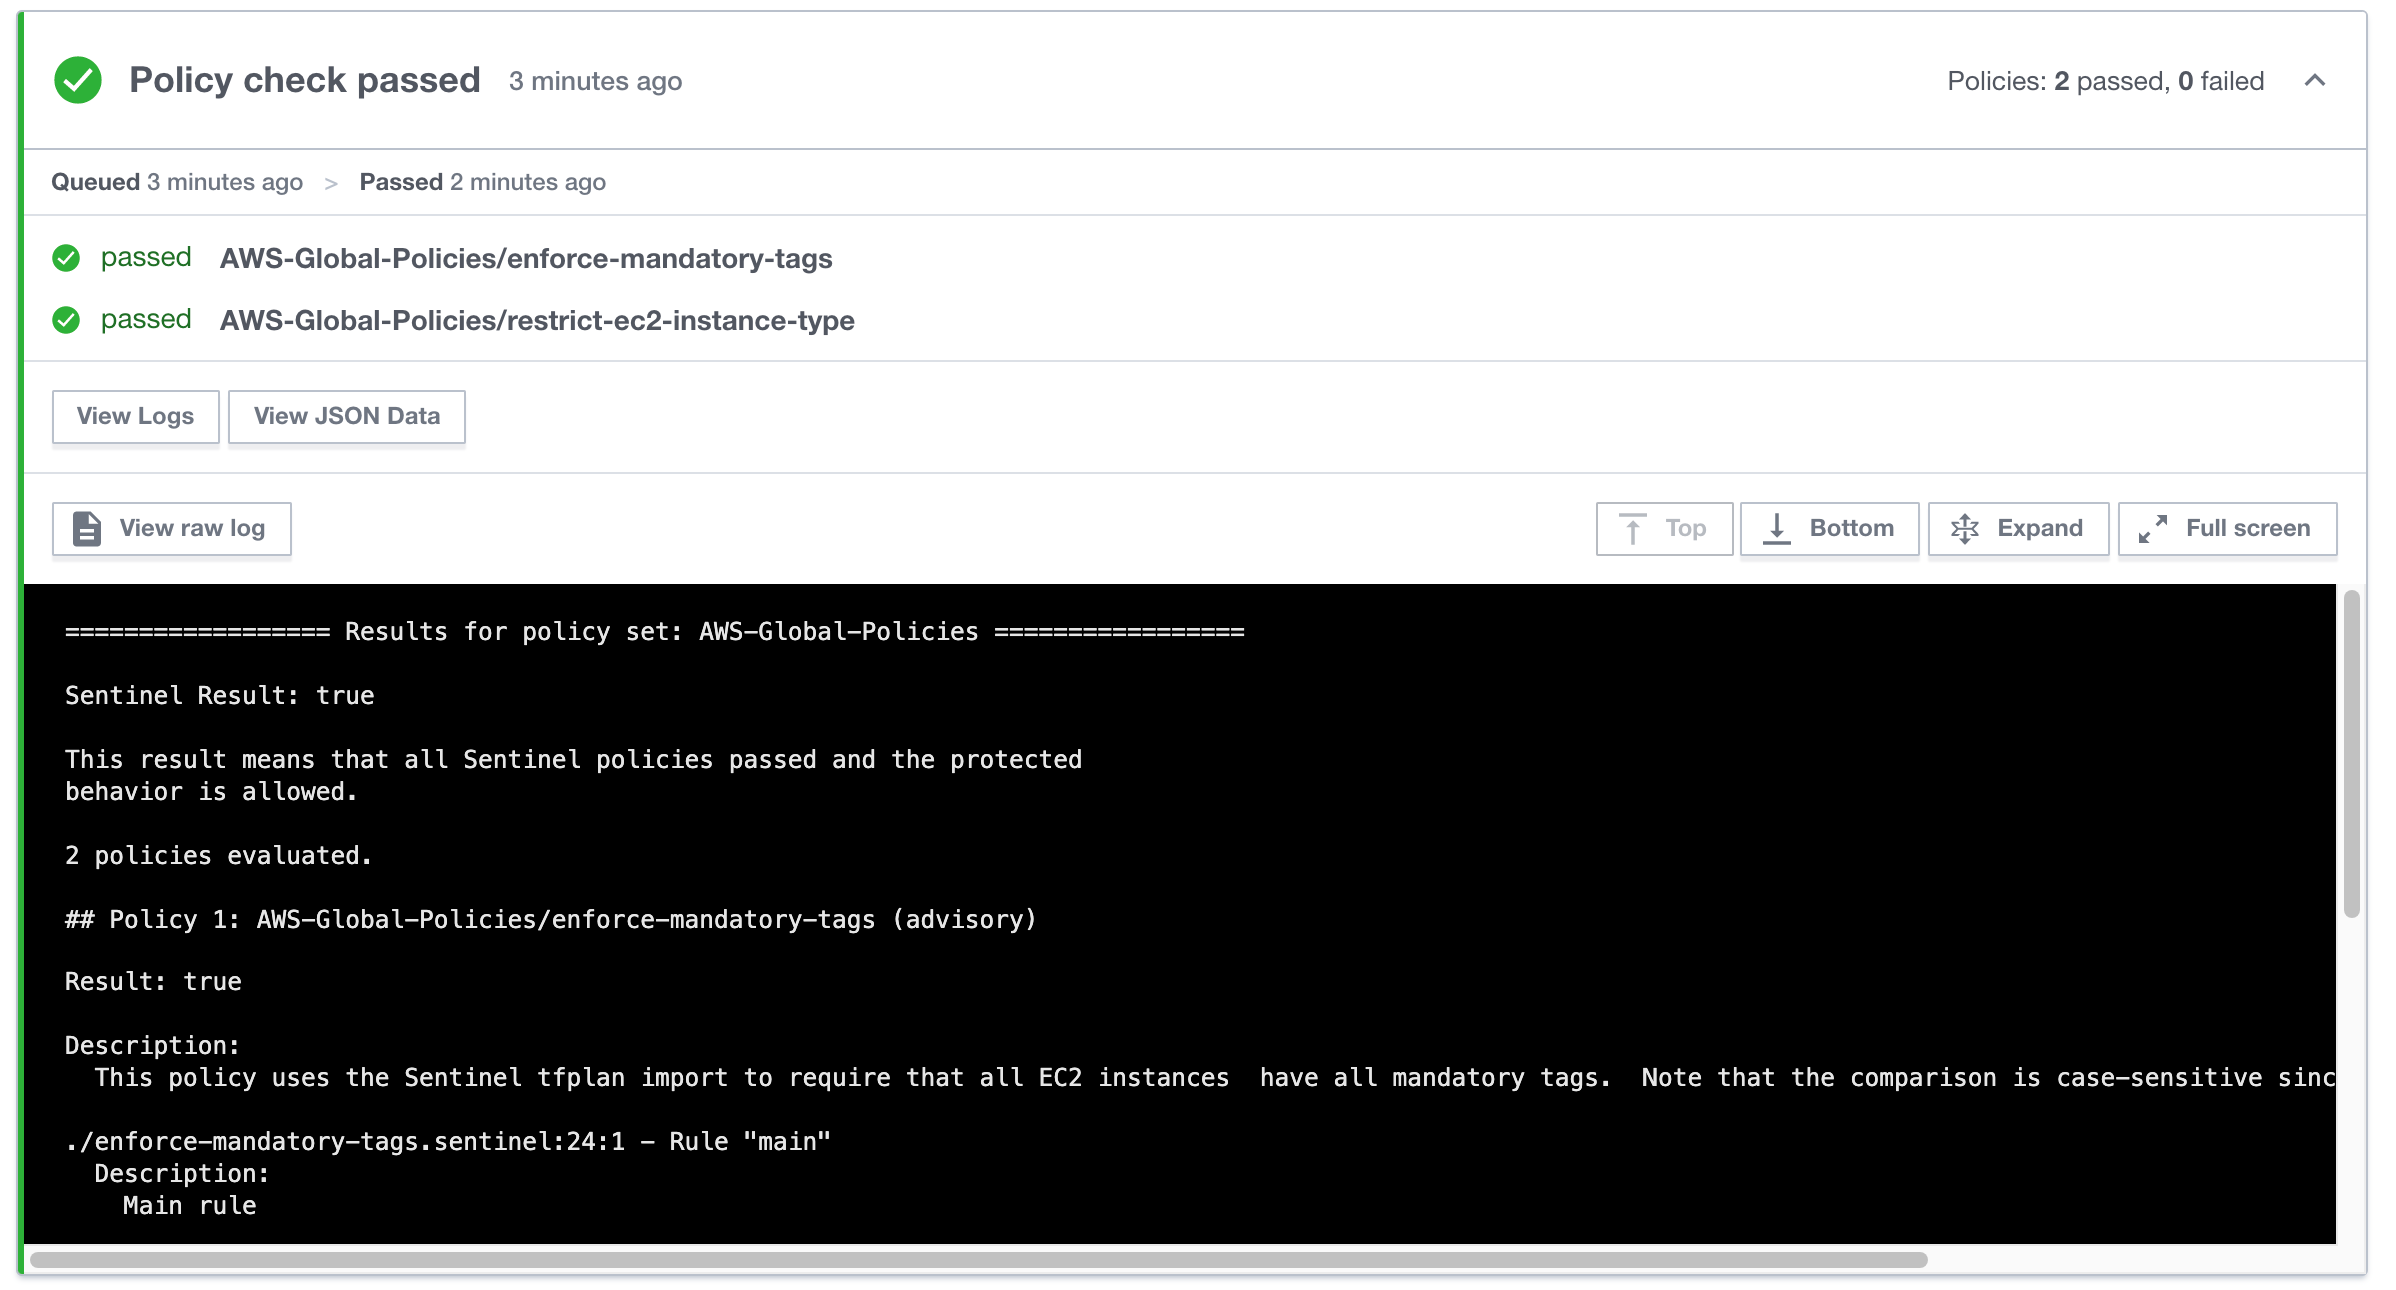 Policy check passed 3 minutes ago Policies: 2 passed, 0 failed
Queued 3 minutes ago > Passed 2 minutes ago
passed AWS-Global-Policies/enforce-mandatory-tags
passed AWS-Global-Policies/restrict-ec2-instance-type
View Logs View JSON Data
View raw log Top Bottom Expand Full screen
================== Results for policy set: AWS-Global-Policies =================
Sentinel Result: true
This result means that all Sentinel policies passed and the protected
behavior is allowed.
2 policies evaluated.
## Policy 1: AWS-Global-Policies/enforce-mandatory-tags (advisory)
Result: true
Description:
This policy uses the Sentinel tfplan import to require that all EC2 instances  have all mandatory tags.  Note that the comparison is case-sensitive sinc
./enforce-mandatory-tags.sentinel:24:1 - Rule "main"
Description:
Main rule